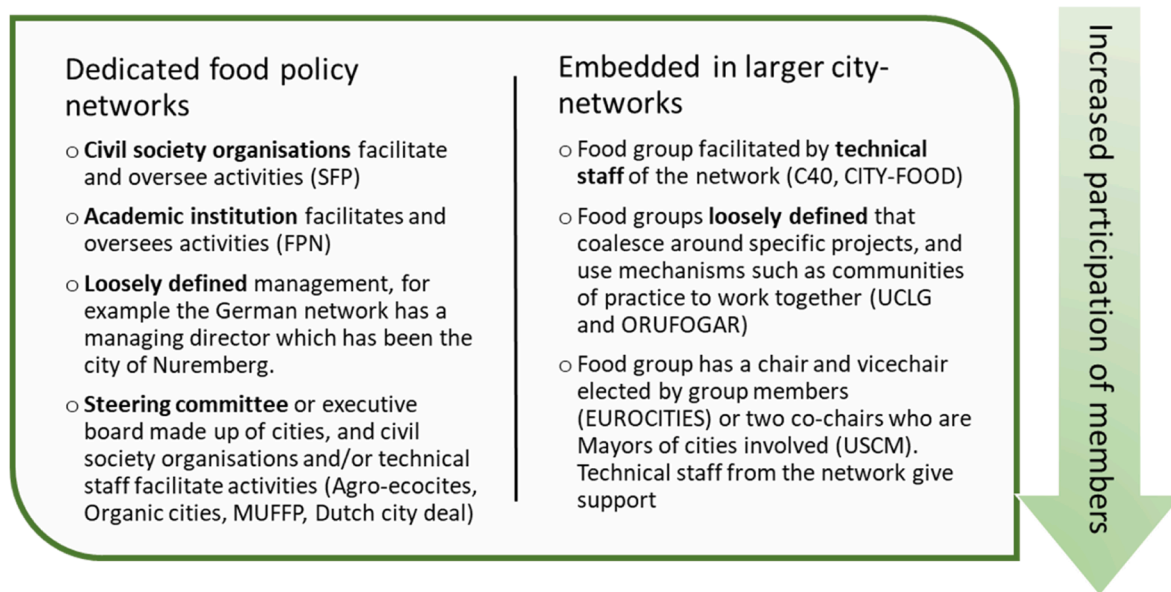 Dedicated food policy
networks
o Civil society organisations facilitate
and oversee activities (SFP)
o Academic institution facilitates and
oversees activities (FPN)
o Loosely defined management, for
example the German network has a
managing director which has been the
city of Nuremberg.
o Steering committee or executive
board made up of cities, and civil
society organisations and/or technical
staff facilitate activities (Agro-ecocites,
Organic cities, MUFFP, Dutch city deal)
Embedded in larger city-
networks
o Food group facilitated by technical
staff of the network (C40, CITY-FOOD)
o Food groups loosely defined that
coalesce around specific projects, and
use mechanisms such as communities
of practice to work together (UCLG
and ORUFOGAR)
o Food group has a chair and vicechair
elected by group members
(EUROCITIES) or two co-chairs who are
Mayors of cities involved (USCM).
Technical staff from the network give
support
Increased participation of members